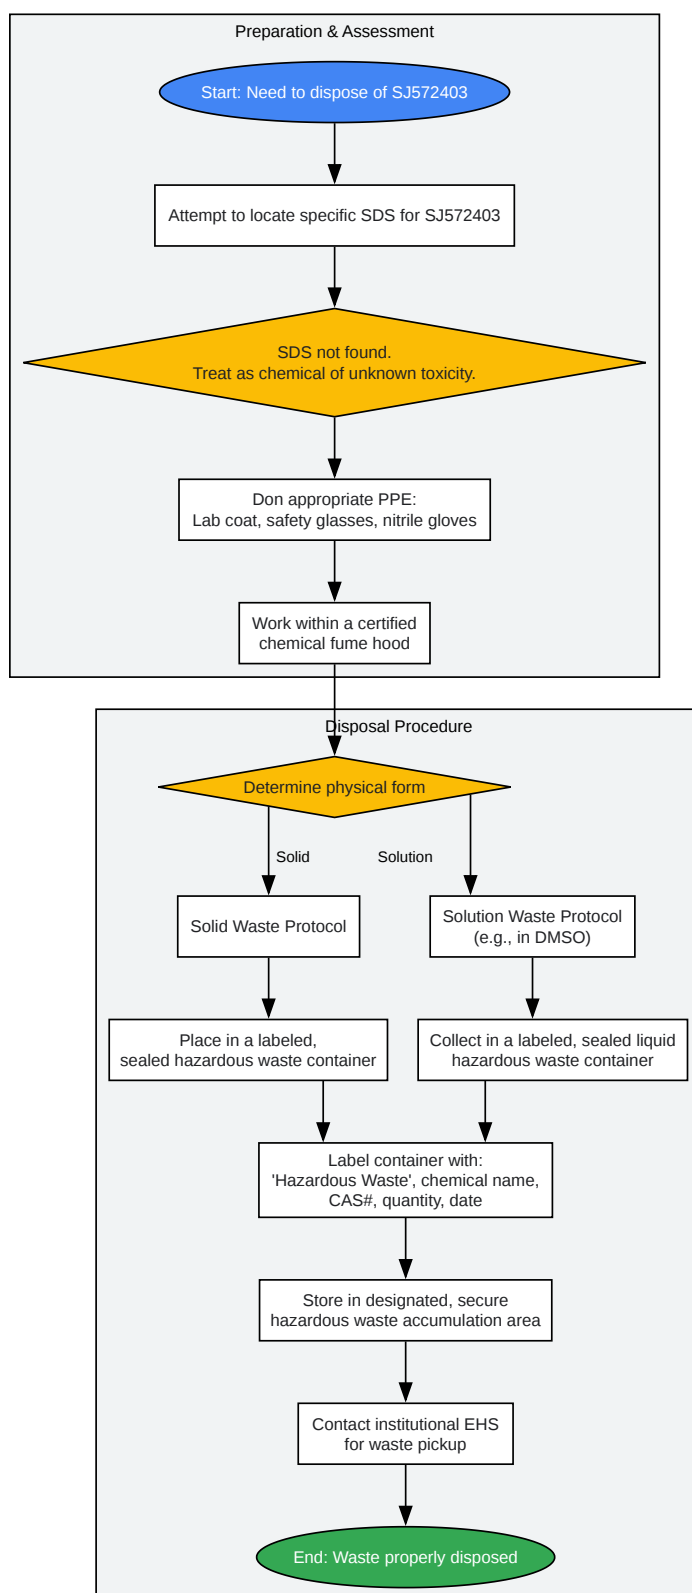 Preparation & Assessment
Start: Need to dispose of SJ572403
Attempt to locate specific SDS for SJ572403
SDS not found.
Treat as chemical of unknown toxicity.
Don appropriate PPE:
Lab coat, safety glasses, nitrile gloves
Work within a certified
chemical fume hood
Disposal Procedure
Determine physical form
Solid
Solution
Solid Waste Protocol
Solution Waste Protocol
(e.g., in DMSO)
Place in a labeled,
sealed hazardous waste container
Collect in a labeled, sealed liquid
hazardous waste container
Label container with:
'Hazardous Waste', chemical name,
CAS#, quantity, date
Store in designated, secure
hazardous waste accumulation area
Contact institutional EHS
for waste pickup
End: Waste properly disposed